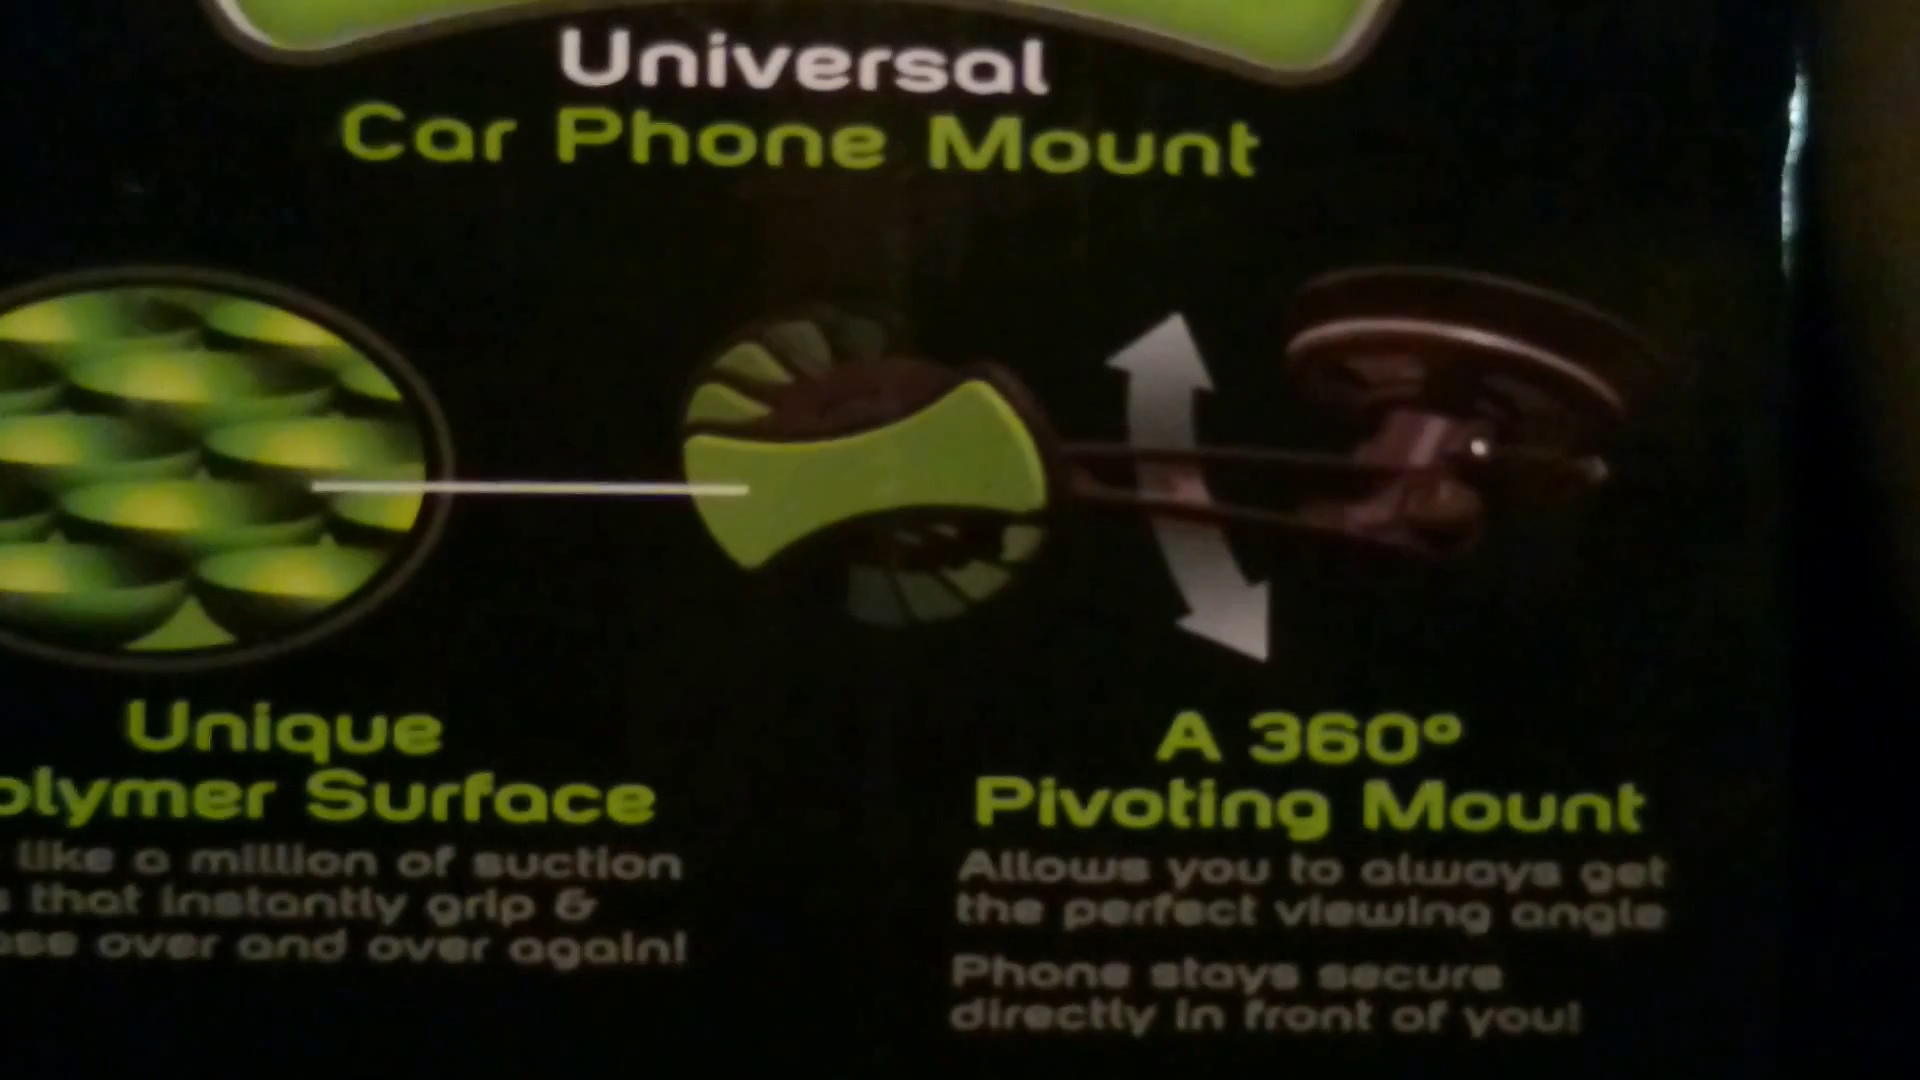 Universal
Car Phone Mount
Unique
olymer Surface
like a million of suction
s that instantly grip &
ase over and over again!
A 360°
Pivoting Mount
Allows you to always get
the perfect viewing angle
Phone stays secure
directly in front of you!